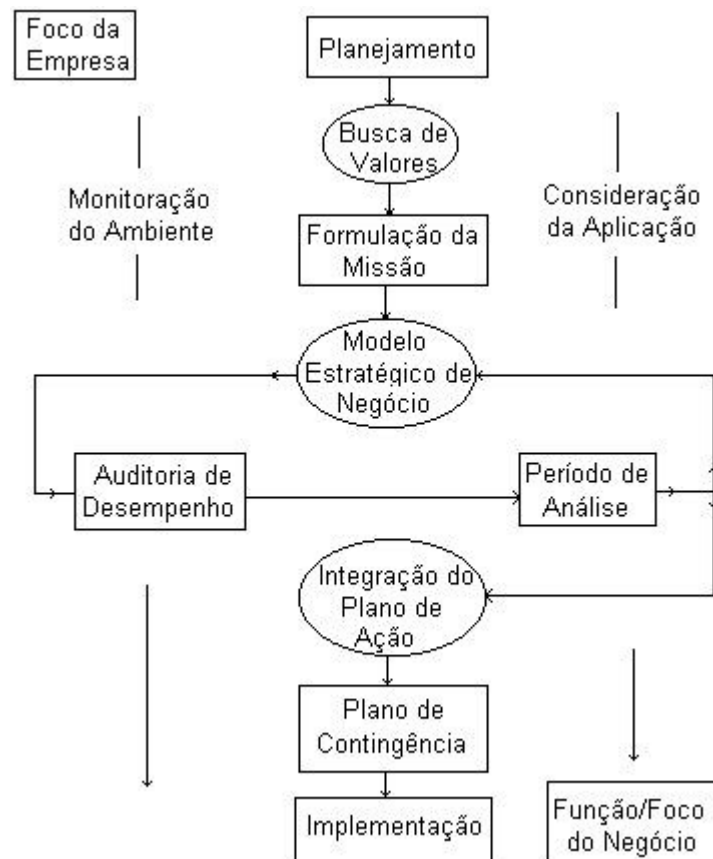 Foco da
Empresa
Planejamento
Busca de
Valores
Monitoração
do Ambiente
Consideração
da Aplicação
Formulação da
Missão
Modelo
Estratégico de
Negócio
Auditoria de
Desempenho
Período de
Análise
Integração do
Plano de
Ação
Plano de
Contingência
Implementação
Função/Foco
do Negócio